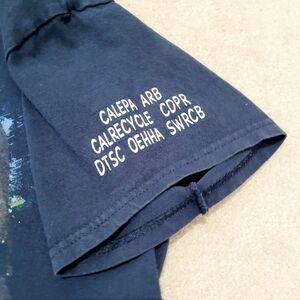 CALEPA ARB
CALRECYCLE CDPR
DTSC OEHHA SWRCB